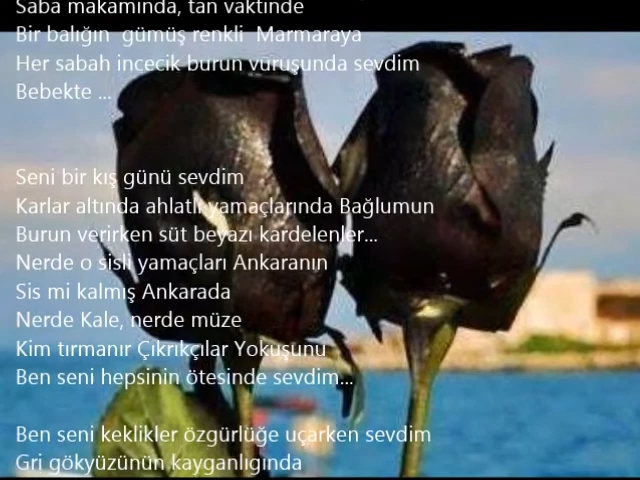 Saba makamında, tan vaktinde
Bir balığın gümüş renkli Marmaraya
Her sabah incecik burun vuruşunda sevdim
Bebekte ...
Seni bir kış günü sevdim
Karlar altında ahlatlı yamaçlarında Bağlumun
Burun verirken süt beyazı kardelenler...
Nerde o sisli yamaçları Ankaranın
Sis mi kalmış Ankarada
Nerde Kale, nerde müze
Kim tırmanır Çıkrıkçılar Yokuşunu
Ben seni hepsinin ötesinde sevdim...
Ben seni keklikler özgürlüğe uçarken sevdim
Gri gökyüzünün kayganlıgında